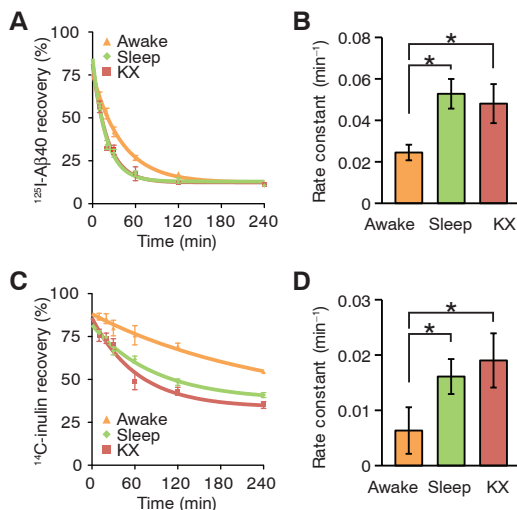 A
Awake
Sleep
KX
100
75
50
25
0
0 60 120 180 240
Time (min)
¹²⁵I-Aβ40 recovery (%)
B
0.08
0.06
0.04
0.02
0
*
*
Awake Sleep KX
Rate constant (min⁻¹)
C
100
75
50
25
0
Awake
Sleep
KX
0 60 120 180 240
Time (min)
¹⁴C-inulin recovery (%)
D
0.03
0.02
0.01
0
*
*
Awake Sleep KX
Rate constant (min⁻¹)